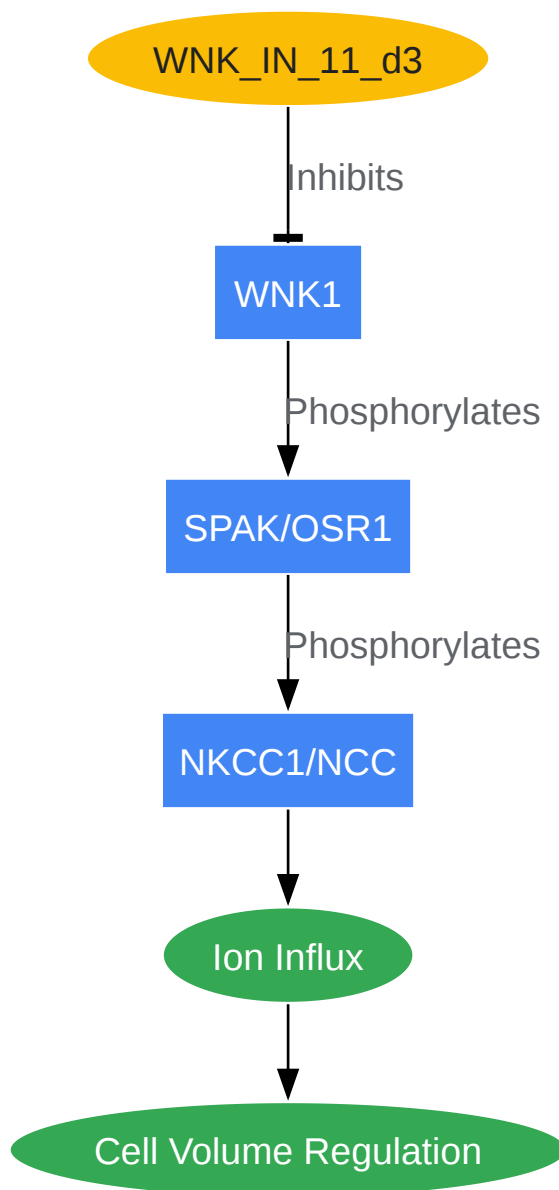 WNK_IN_11_d3
Inhibits
WNK1
Phosphorylates
SPAK/OSR1
Phosphorylates
NKCC1/NCC
Ion Influx
Cell Volume Regulation